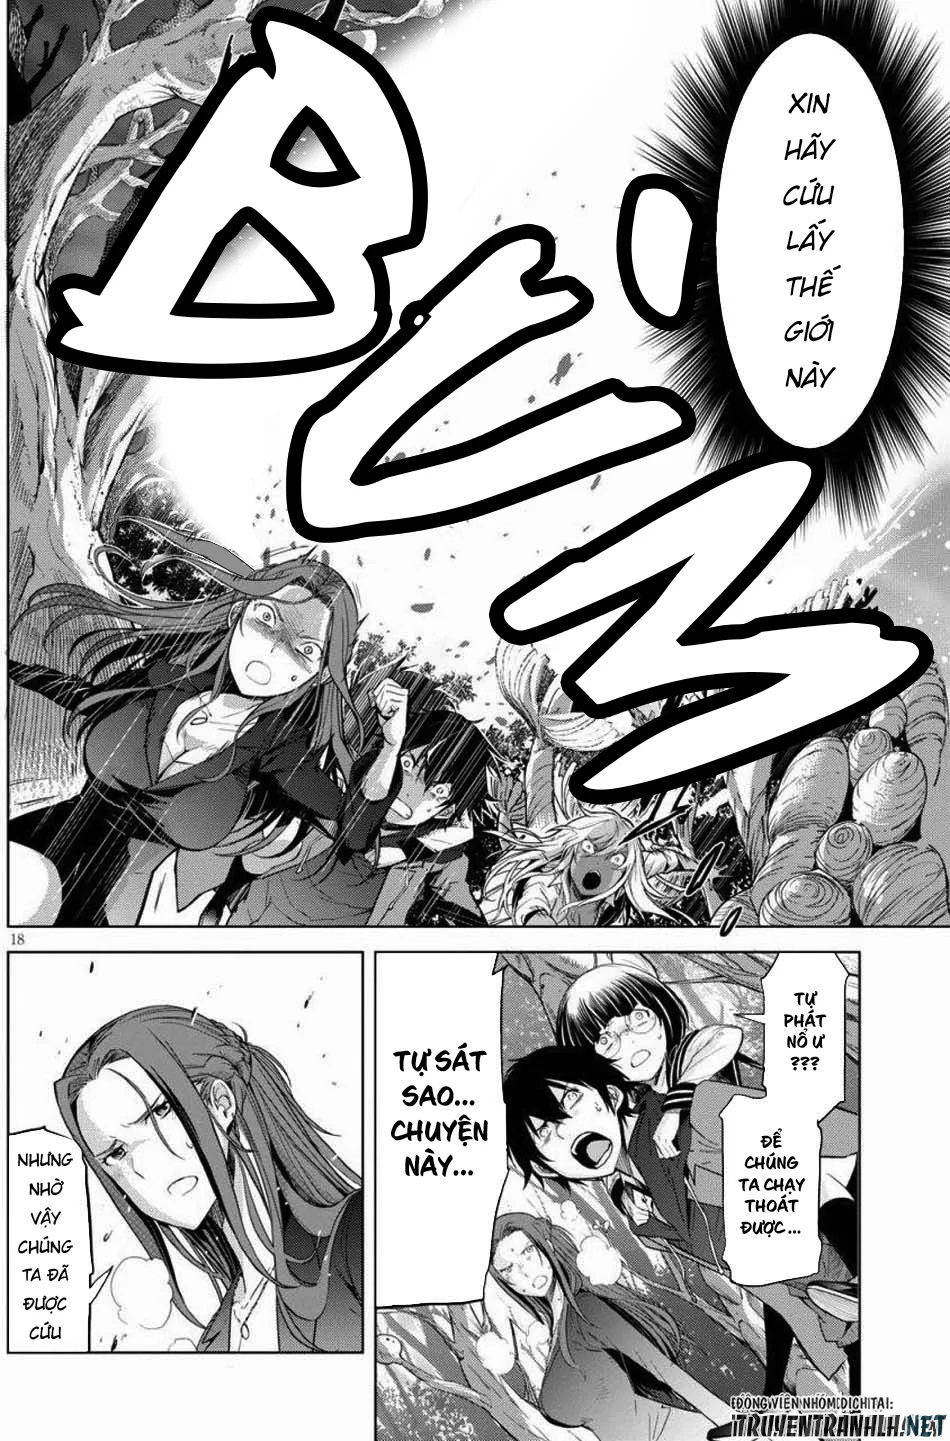 XIN
HÃY
CỨU
LẤY
THẾ
GIỚI
NÀY
BÙM
18
TỰ
PHÁT
NỔ Ư
???
ĐỂ
CHÚNG
TA CHẠY
THOÁT
ĐƯỢC...
TỰ SÁT
SAO...
CHUYỆN
NÀY...
NHƯNG
NHỜ
VẬY
CHÚNG
TA ĐÃ
ĐƯỢC
CỨU
ĐỘNG VIÊN NHÓM DỊCH TẠI:
ITRUYENTRANHLH.NET